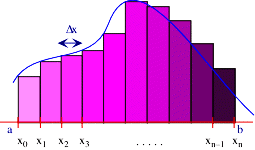 Δx
a b
x₀ x₁ x₂ x₃ ..... xₙ₋₁ xₙ